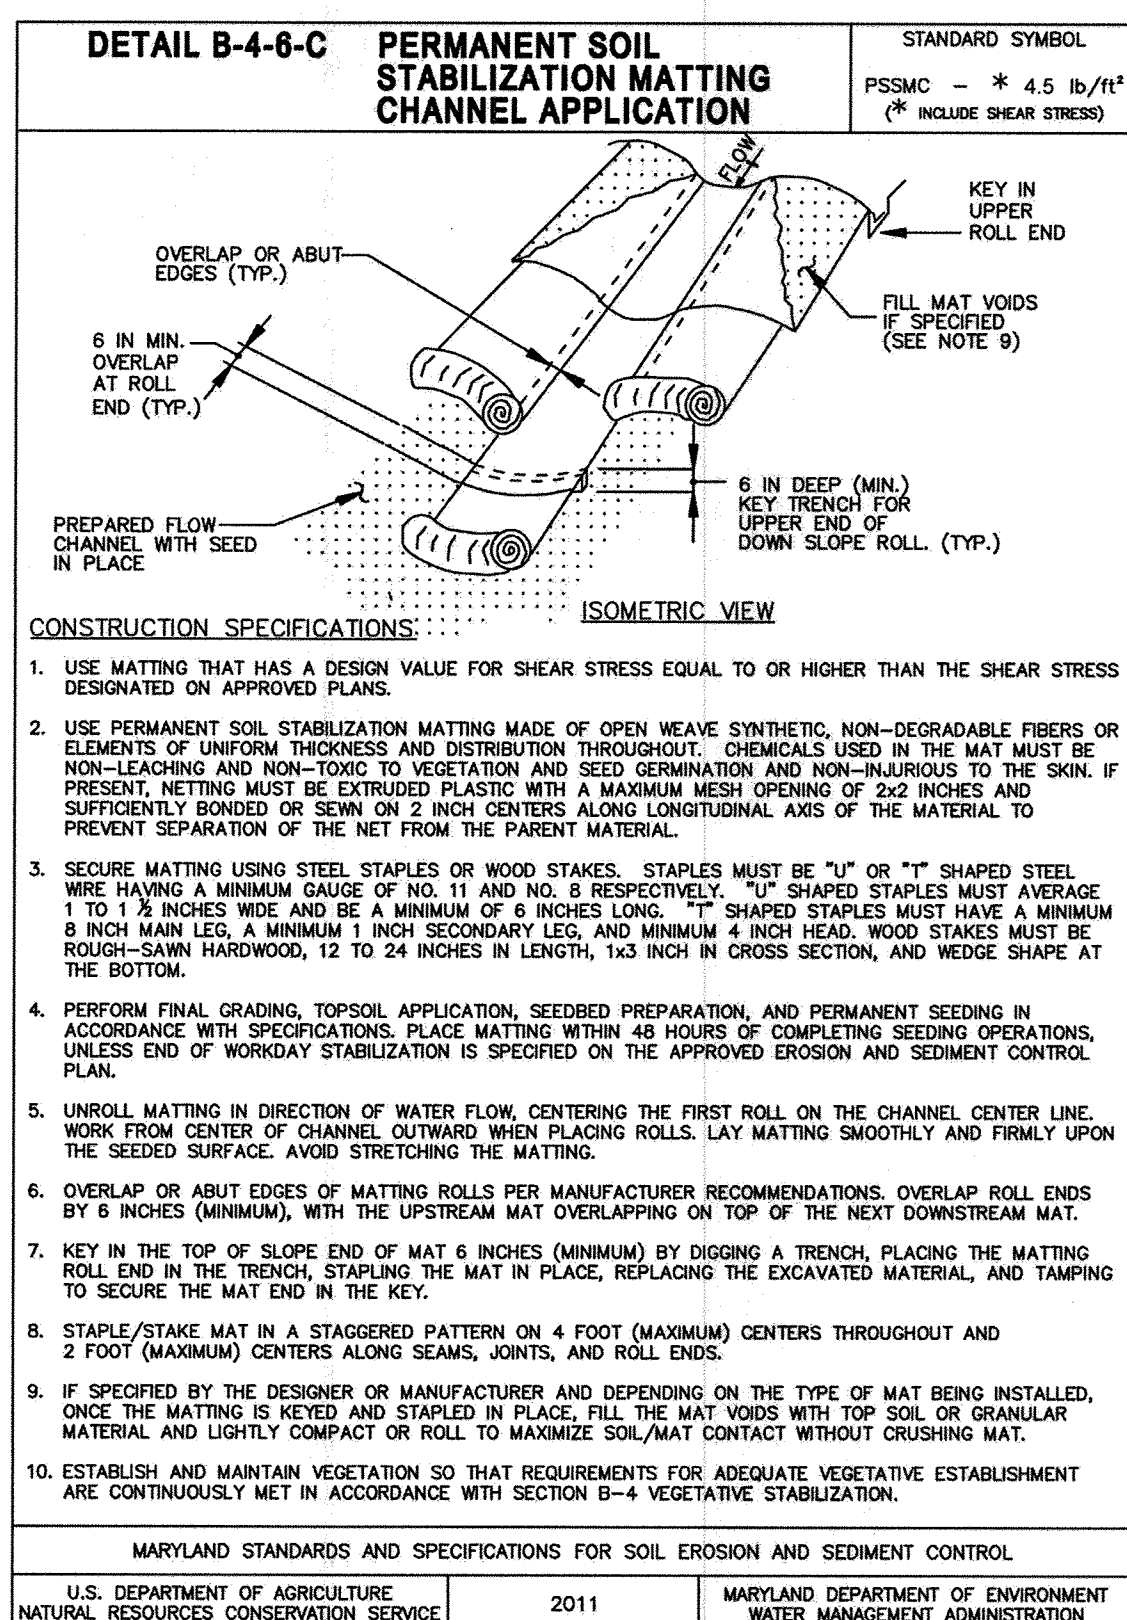 DETAIL B-4-6-C PERMANENT SOIL
STABILIZATION MATTING
CHANNEL APPLICATION
STANDARD SYMBOL
PSSMC - * 4.5 lb/ft²
(* INCLUDE SHEAR STRESS)
FLOW
KEY IN
UPPER
ROLL END
OVERLAP OR ABUT
EDGES (TYP.)
FILL MAT VOIDS
IF SPECIFIED
(SEE NOTE 9)
6 IN MIN.
OVERLAP
AT ROLL
END (TYP.)
6 IN DEEP (MIN.)
KEY TRENCH FOR
UPPER END OF
DOWN SLOPE ROLL. (TYP.)
PREPARED FLOW
CHANNEL WITH SEED
IN PLACE
ISOMETRIC VIEW
CONSTRUCTION SPECIFICATIONS:
1. USE MATTING THAT HAS A DESIGN VALUE FOR SHEAR STRESS EQUAL TO OR HIGHER THAN THE SHEAR STRESS
DESIGNATED ON APPROVED PLANS.
2. USE PERMANENT SOIL STABILIZATION MATTING MADE OF OPEN WEAVE SYNTHETIC, NON-DEGRADABLE FIBERS OR
ELEMENTS OF UNIFORM THICKNESS AND DISTRIBUTION THROUGHOUT. CHEMICALS USED IN THE MAT MUST BE
NON-LEACHING AND NON-TOXIC TO VEGETATION AND SEED GERMINATION AND NON-INJURIOUS TO THE SKIN. IF
PRESENT, NETTING MUST BE EXTRUDED PLASTIC WITH A MAXIMUM MESH OPENING OF 2x2 INCHES AND
SUFFICIENTLY BONDED OR SEWN ON 2 INCH CENTERS ALONG LONGITUDINAL AXIS OF THE MATERIAL TO
PREVENT SEPARATION OF THE NET FROM THE PARENT MATERIAL.
3. SECURE MATTING USING STEEL STAPLES OR WOOD STAKES. STAPLES MUST BE "U" OR "T" SHAPED STEEL
WIRE HAVING A MINIMUM GAUGE OF NO. 11 AND NO. 8 RESPECTIVELY. "U" SHAPED STAPLES MUST AVERAGE
1 TO 1 ½ INCHES WIDE AND BE A MINIMUM OF 6 INCHES LONG. "T" SHAPED STAPLES MUST HAVE A MINIMUM
8 INCH MAIN LEG, A MINIMUM 1 INCH SECONDARY LEG, AND MINIMUM 4 INCH HEAD. WOOD STAKES MUST BE
ROUGH-SAWN HARDWOOD, 12 TO 24 INCHES IN LENGTH, 1x3 INCH IN CROSS SECTION, AND WEDGE SHAPE AT
THE BOTTOM.
4. PERFORM FINAL GRADING, TOPSOIL APPLICATION, SEEDBED PREPARATION, AND PERMANENT SEEDING IN
ACCORDANCE WITH SPECIFICATIONS. PLACE MATTING WITHIN 48 HOURS OF COMPLETING SEEDING OPERATIONS,
UNLESS END OF WORKDAY STABILIZATION IS SPECIFIED ON THE APPROVED EROSION AND SEDIMENT CONTROL
PLAN.
5. UNROLL MATTING IN DIRECTION OF WATER FLOW, CENTERING THE FIRST ROLL ON THE CHANNEL CENTER LINE.
WORK FROM CENTER OF CHANNEL OUTWARD WHEN PLACING ROLLS. LAY MATTING SMOOTHLY AND FIRMLY UPON
THE SEEDED SURFACE. AVOID STRETCHING THE MATTING.
6. OVERLAP OR ABUT EDGES OF MATTING ROLLS PER MANUFACTURER RECOMMENDATIONS. OVERLAP ROLL ENDS
BY 6 INCHES (MINIMUM), WITH THE UPSTREAM MAT OVERLAPPING ON TOP OF THE NEXT DOWNSTREAM MAT.
7. KEY IN THE TOP OF SLOPE END OF MAT 6 INCHES (MINIMUM) BY DIGGING A TRENCH, PLACING THE MATTING
ROLL END IN THE TRENCH, STAPLING THE MAT IN PLACE, REPLACING THE EXCAVATED MATERIAL, AND TAMPING
TO SECURE THE MAT END IN THE KEY.
8. STAPLE/STAKE MAT IN A STAGGERED PATTERN ON 4 FOOT (MAXIMUM) CENTERS THROUGHOUT AND
2 FOOT (MAXIMUM) CENTERS ALONG SEAMS, JOINTS, AND ROLL ENDS.
9. IF SPECIFIED BY THE DESIGNER OR MANUFACTURER AND DEPENDING ON THE TYPE OF MAT BEING INSTALLED,
ONCE THE MATTING IS KEYED AND STAPLED IN PLACE, FILL THE MAT VOIDS WITH TOP SOIL OR GRANULAR
MATERIAL AND LIGHTLY COMPACT OR ROLL TO MAXIMIZE SOIL/MAT CONTACT WITHOUT CRUSHING MAT.
10. ESTABLISH AND MAINTAIN VEGETATION SO THAT REQUIREMENTS FOR ADEQUATE VEGETATIVE ESTABLISHMENT
ARE CONTINUOUSLY MET IN ACCORDANCE WITH SECTION B-4 VEGETATIVE STABILIZATION.
MARYLAND STANDARDS AND SPECIFICATIONS FOR SOIL EROSION AND SEDIMENT CONTROL
U.S. DEPARTMENT OF AGRICULTURE
NATURAL RESOURCES CONSERVATION SERVICE
2011
MARYLAND DEPARTMENT OF ENVIRONMENT
WATER MANAGEMENT ADMINISTRATION